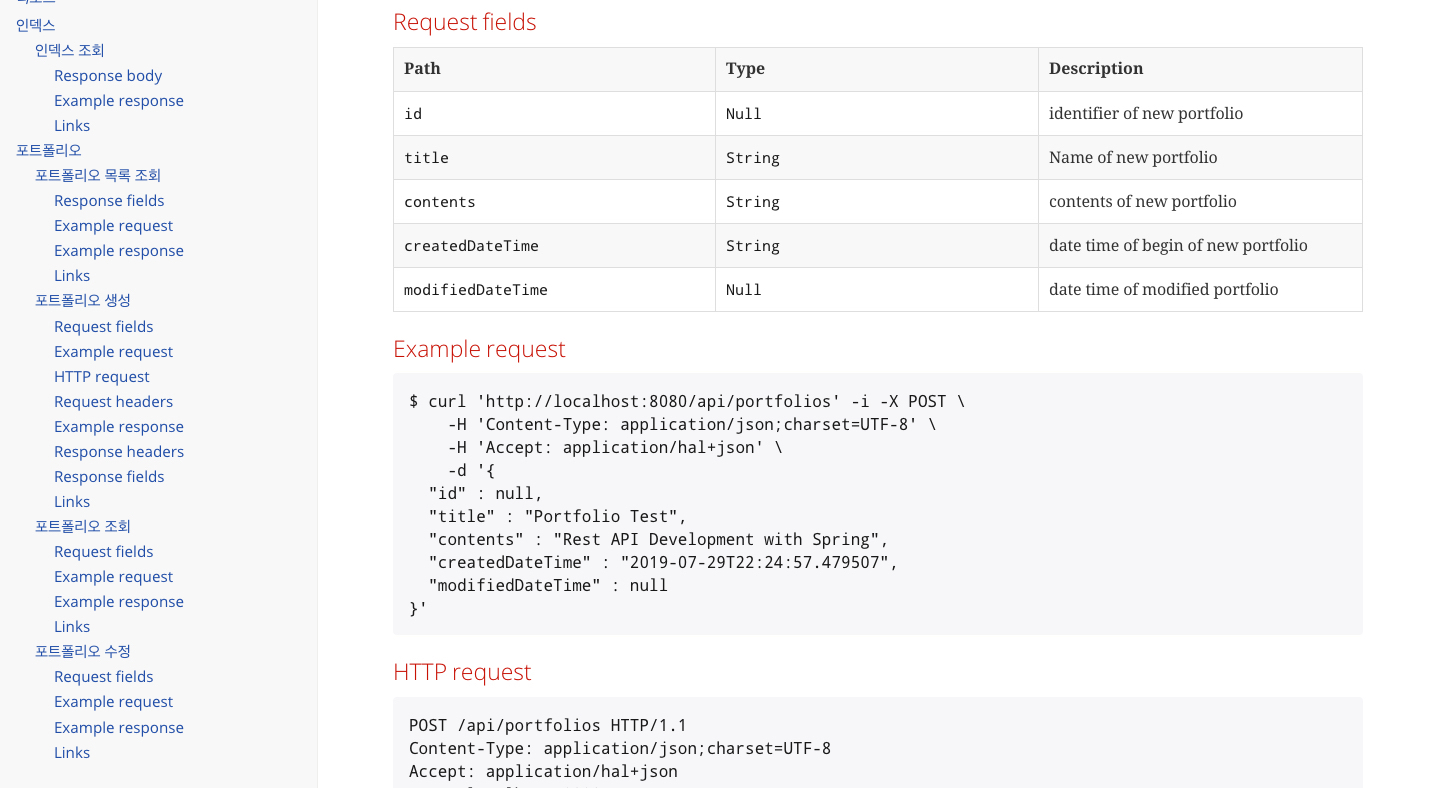 인덱스
인덱스 조회
Response body
Example response
Links
포트폴리오
포트폴리오 목록 조회
Response fields
Example request
Example response
Links
포트폴리오 생성
Request fields
Example request
HTTP request
Request headers
Example response
Response headers
Response fields
Links
포트폴리오 조회
Request fields
Example request
Example response
Links
포트폴리오 수정
Request fields
Example request
Example response
Links
Request fields
Path Type Description
id Null identifier of new portfolio
title String Name of new portfolio
contents String contents of new portfolio
createdDateTime String date time of begin of new portfolio
modifiedDateTime Null date time of modified portfolio
Example request
$ curl 'http://localhost:8080/api/portfolios' -i -X POST \
    -H 'Content-Type: application/json;charset=UTF-8' \
    -H 'Accept: application/hal+json' \
    -d '{
  "id" : null,
  "title" : "Portfolio Test",
  "contents" : "Rest API Development with Spring",
  "createdDateTime" : "2019-07-29T22:24:57.479507",
  "modifiedDateTime" : null
}'
HTTP request
POST /api/portfolios HTTP/1.1
Content-Type: application/json;charset=UTF-8
Accept: application/hal+json